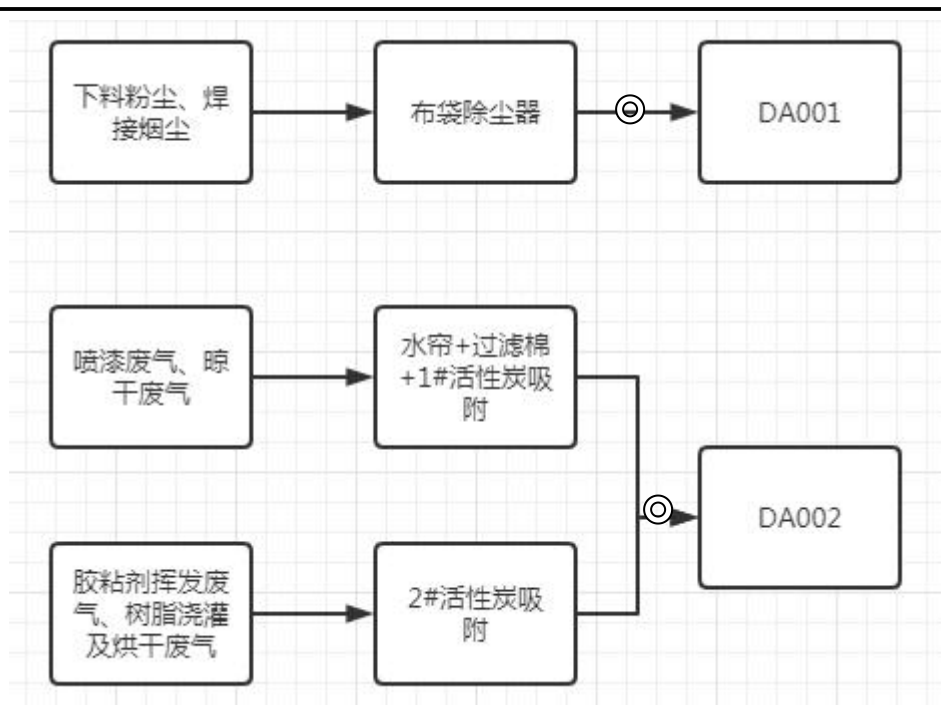 下料粉尘、焊
接烟尘
布袋除尘器
DA001
喷漆废气、晾
干废气
水帘+过滤棉
+1#活性炭吸
附
DA002
胶粘剂挥发废
气、树脂浇灌
及烘干废气
2#活性炭吸
附